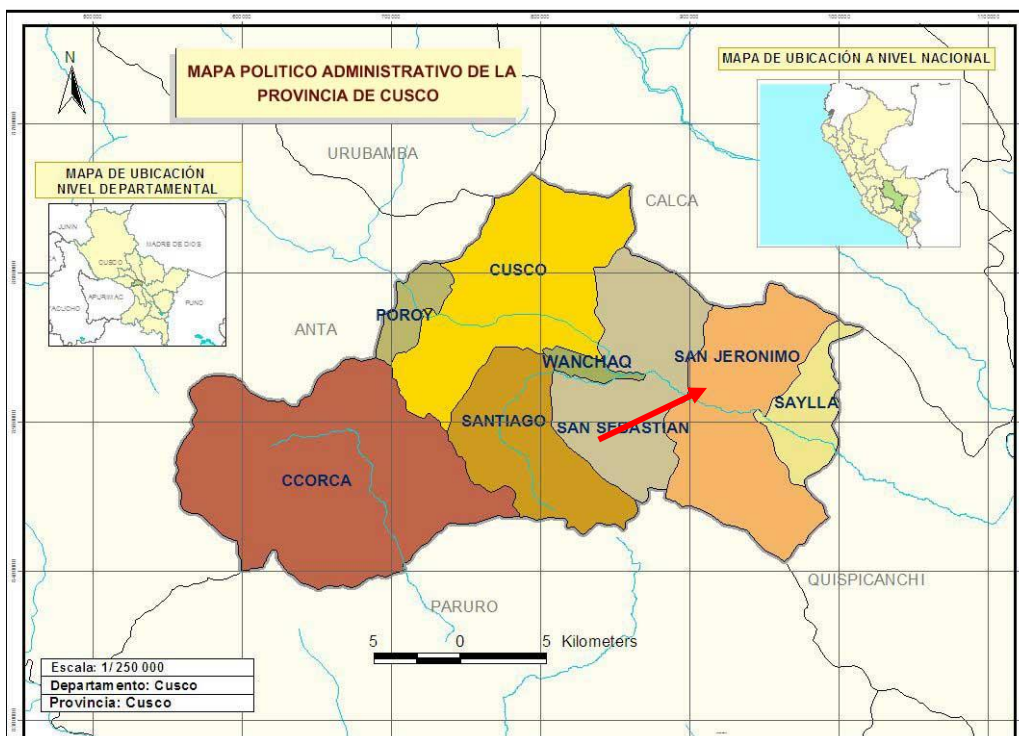 MAPA POLITICO ADMINISTRATIVO DE LA
PROVINCIA DE CUSCO
N
MAPA DE UBICACIÓN A NIVEL NACIONAL
MAPA DE UBICACIÓN
NIVEL DEPARTAMENTAL
JUNIN
MADRE DE DIOS
CUSCO
APURIMAC
PUNO
URUBAMBA
CALCA
ANTA
CUSCO
POROY
WANCHAQ
SAN JERONIMO
SAYLLA
SANTIAGO
SAN SEBASTIAN
CCORCA
QUISPICANCHI
PARURO
5 0 5 Kilometers
Escala: 1/250 000
Departamento: Cusco
Provincia: Cusco